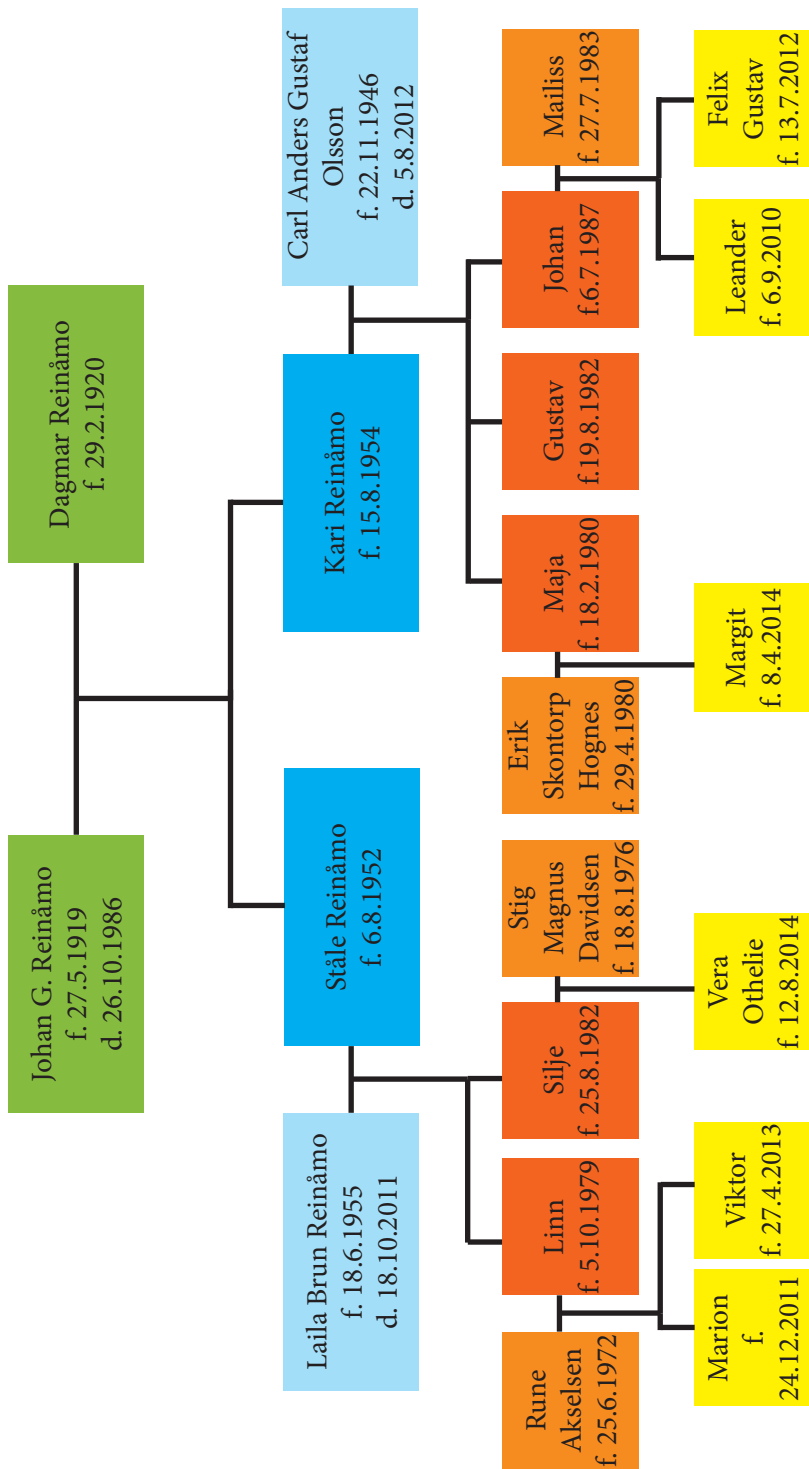 Johan G. Reinåmo
f. 27.5.1919
d. 26.10.1986
Dagmar Reinåmo
f. 29.2.1920
Laila Brun Reinåmo
f. 18.6.1955
d. 18.10.2011
Ståle Reinåmo
f. 6.8.1952
Kari Reinåmo
f. 15.8.1954
Carl Anders Gustaf
Olsson
f. 22.11.1946
d. 5.8.2012
Rune
Akselsen
f. 25.6.1972
Linn
f. 5.10.1979
Silje
f. 25.8.1982
Stig
Magnus
Davidsen
f. 18.8.1976
Erik
Skontorp
Hognes
f. 29.4.1980
Maja
f. 18.2.1980
Gustav
f.19.8.1982
Johan
f.6.7.1987
Mailiss
f. 27.7.1983
Marion
f.
24.12.2011
Viktor
f. 27.4.2013
Vera
Othelie
f. 12.8.2014
Margit
f. 8.4.2014
Leander
f. 6.9.2010
Felix
Gustav
f. 13.7.2012